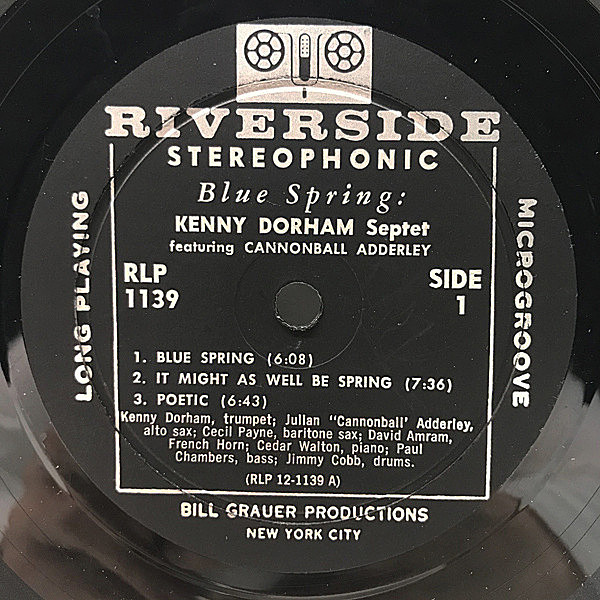 RIVERSIDE
STEREOPHONIC
Blue Spring:
KENNY DORHAM Septet
featuring CANNONBALL ADDERLEY
RLP
1139
SIDE
1
LONG PLAYING
MICROGROOVE
1. BLUE SPRING (6:08)
2. IT MIGHT AS WELL BE SPRING (7:36)
3. POETIC (6:43)
Kenny Dorham, trumpet; Julian "Cannonball' Adderley,
alto sax; Cecil Payne, baritone sax; David Amram,
French Horn; Cedar Walton, piano; Paul
Chambers, bass; Jimmy Cobb, drums.
(RLP 12-1139 A)
BILL GRAUER PRODUCTIONS
NEW YORK CITY